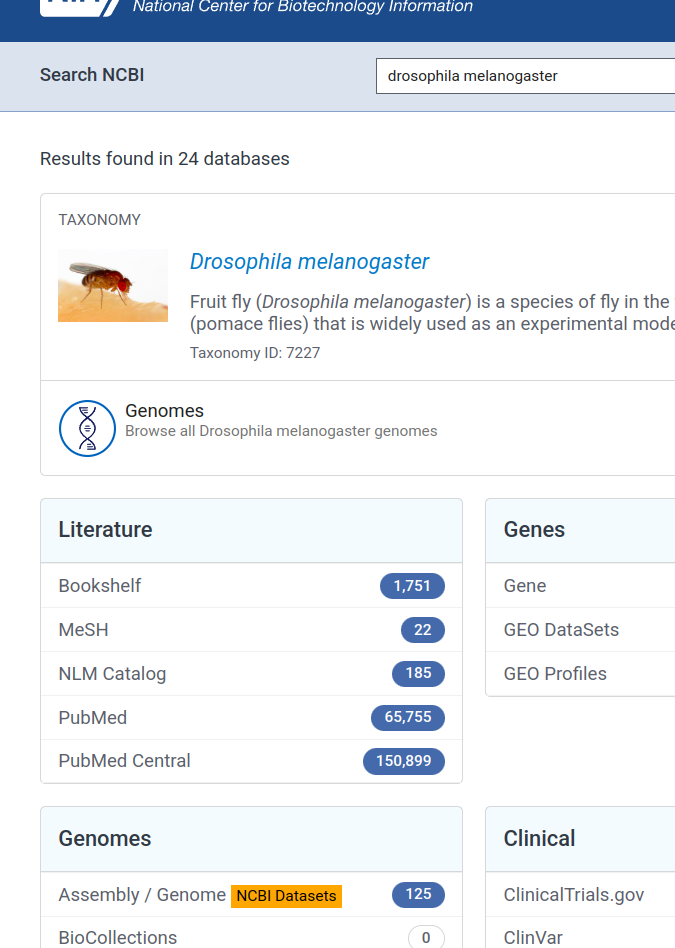 National Center for Biotechnology Information
Search NCBI
drosophila melanogaster
Results found in 24 databases
TAXONOMY
Drosophila melanogaster
Fruit fly (Drosophila melanogaster) is a species of fly in the
(pomace flies) that is widely used as an experimental
Taxonomy ID: 7227
Genomes
Browse all Drosophila melanogaster genomes
Literature
Bookshelf 1,751
MeSH 22
NLM Catalog 185
PubMed 65,755
PubMed Central 150,899
Genes
Gene
GEO DataSets
GEO Profiles
Genomes
Assembly / Genome NCBI Datasets 125
BioCollections 0
Clinical
ClinicalTrials.gov
ClinVar